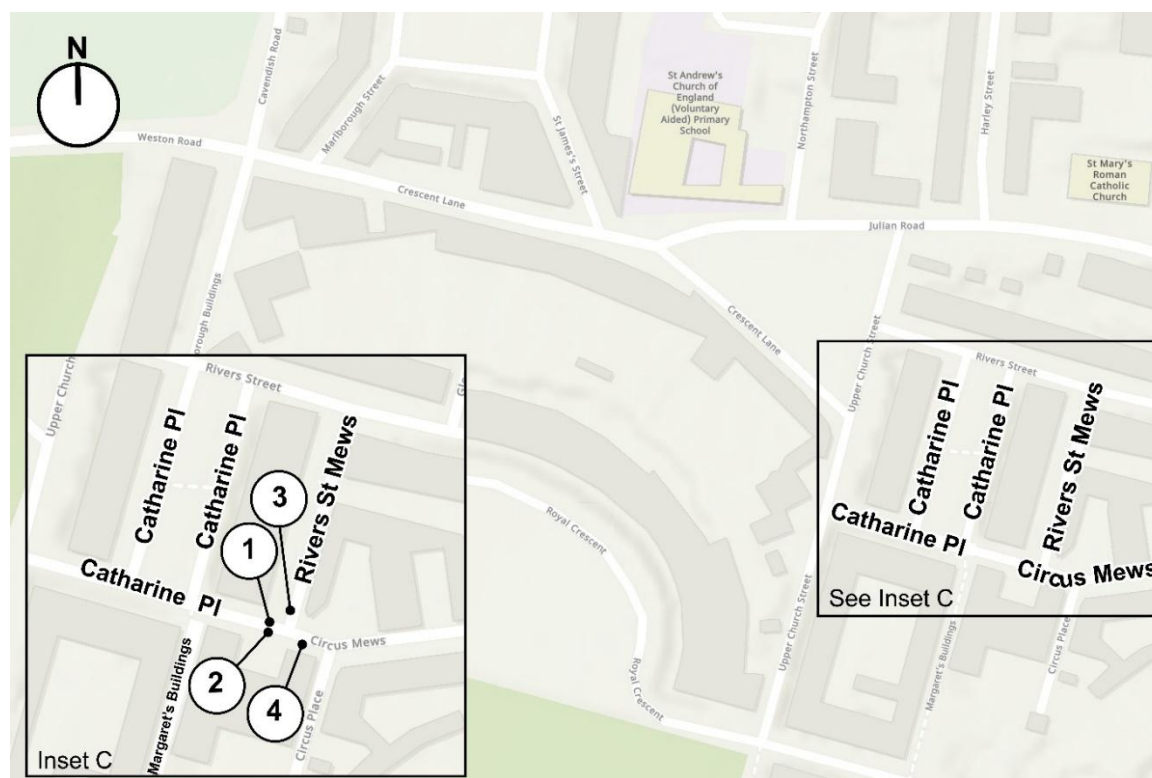 N
Cavendish Road
Marlborough Street
Weston Road
St James's Street
Crescent Lane
St Andrew's
Church of
England
(Voluntary
Aided) Primary
School
Northampton Street
Harley Street
St Mary's
Roman
Catholic
Church
Julian Road
Crescent Lane
Upper Church Street
orough Buildings
Royal Crescent
Royal Crescent
Upper Church Street
Rivers Street
Catharine Pl
Catharine Pl
Rivers St Mews
Catharine Pl
Circus Mews
See Inset C
Margaret's Buildings
Circus Place
Upper Church
Rivers Street
Gl
Catharine Pl
Catharine Pl
Rivers St Mews
3
1
Catharine Pl
Circus Mews
2
4
Margaret's Buildings
Circus Place
Inset C